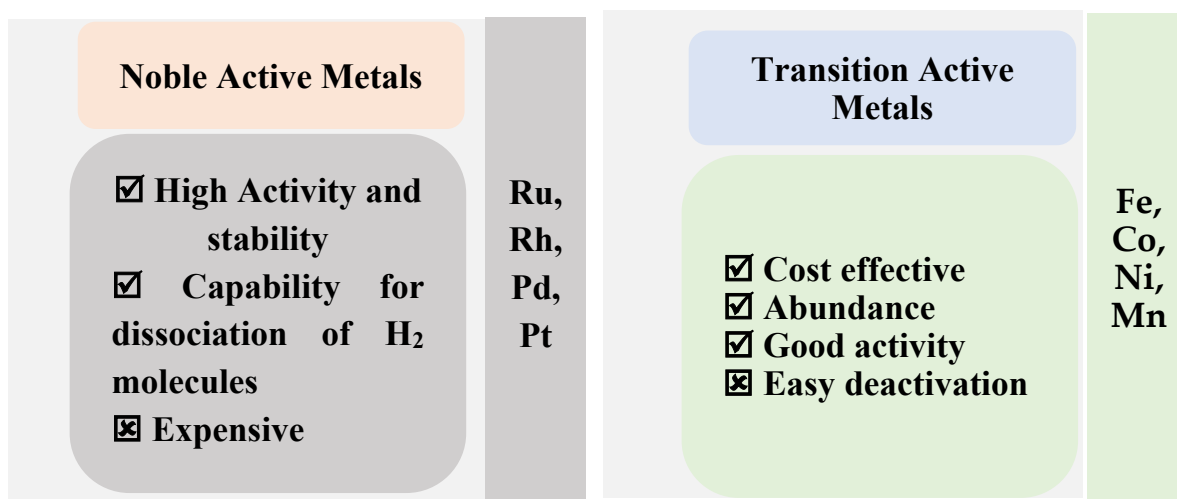 Noble Active Metals
☑ High Activity and
stability
☑ Capability for
dissociation of H₂
molecules
☒ Expensive
Ru,
Rh,
Pd,
Pt
Transition Active
Metals
☑ Cost effective
☑ Abundance
☑ Good activity
☒ Easy deactivation
Fe,
Co,
Ni,
Mn